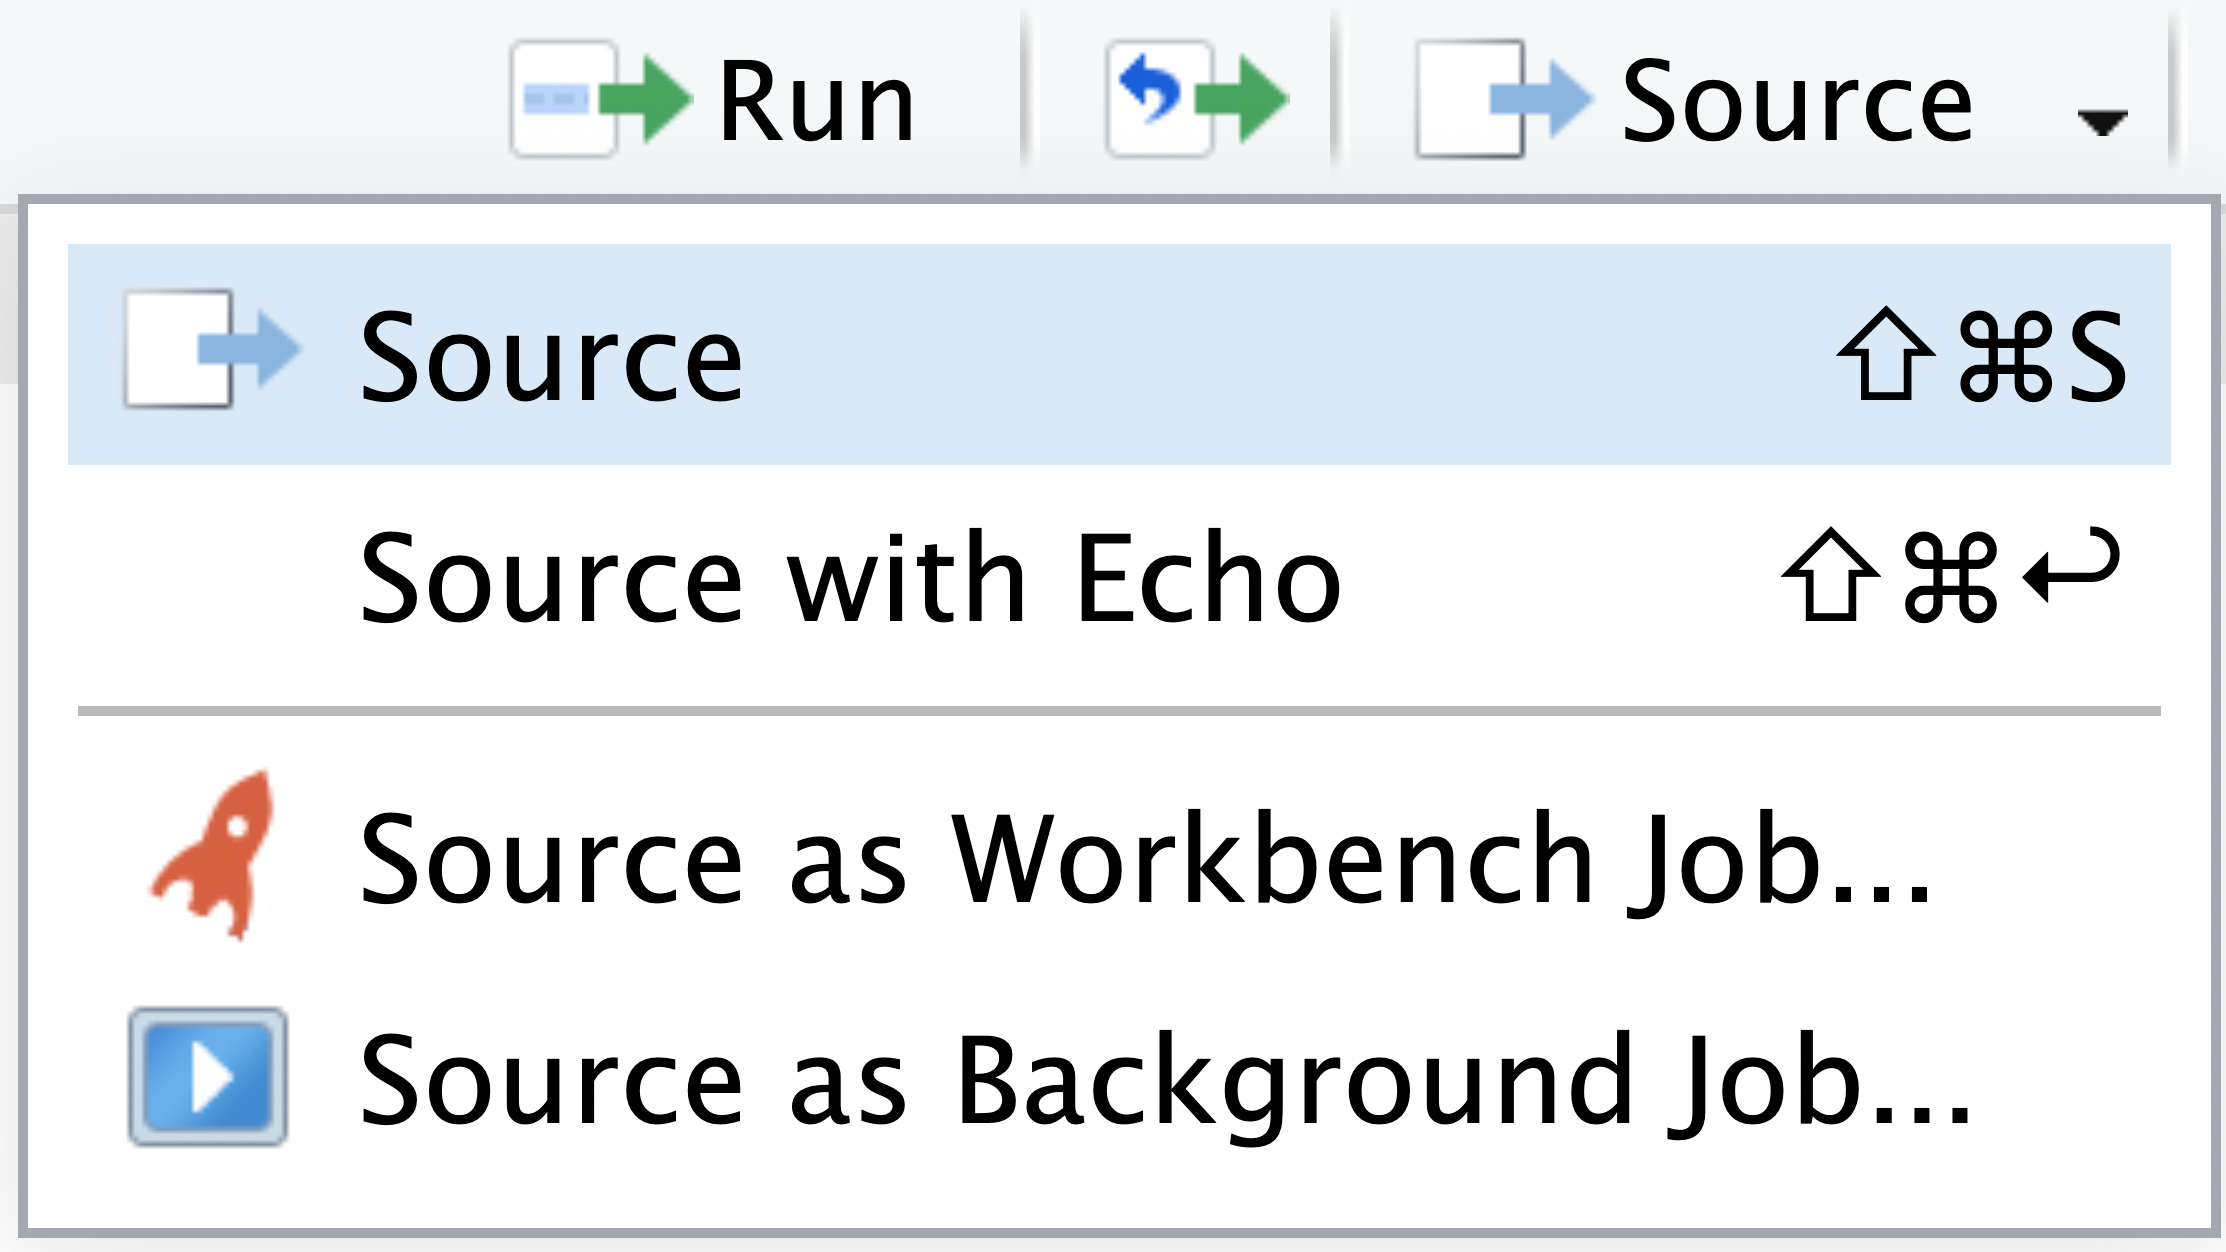 Run Source
Source ⇧⌘S
Source with Echo ⇧⌘↩
Source as Workbench Job...
Source as Background Job...